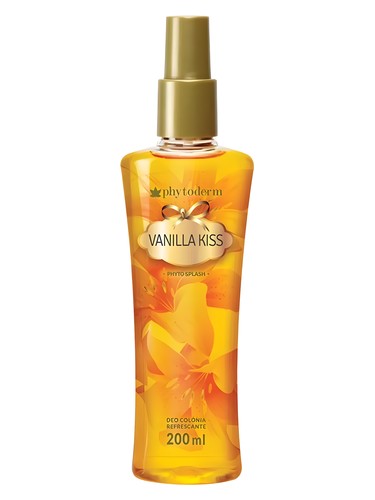 phytoderm
VANILLA KISS
PHYTO SPLASH
DEO COLÔNIA
REFRESCANTE
200 ml